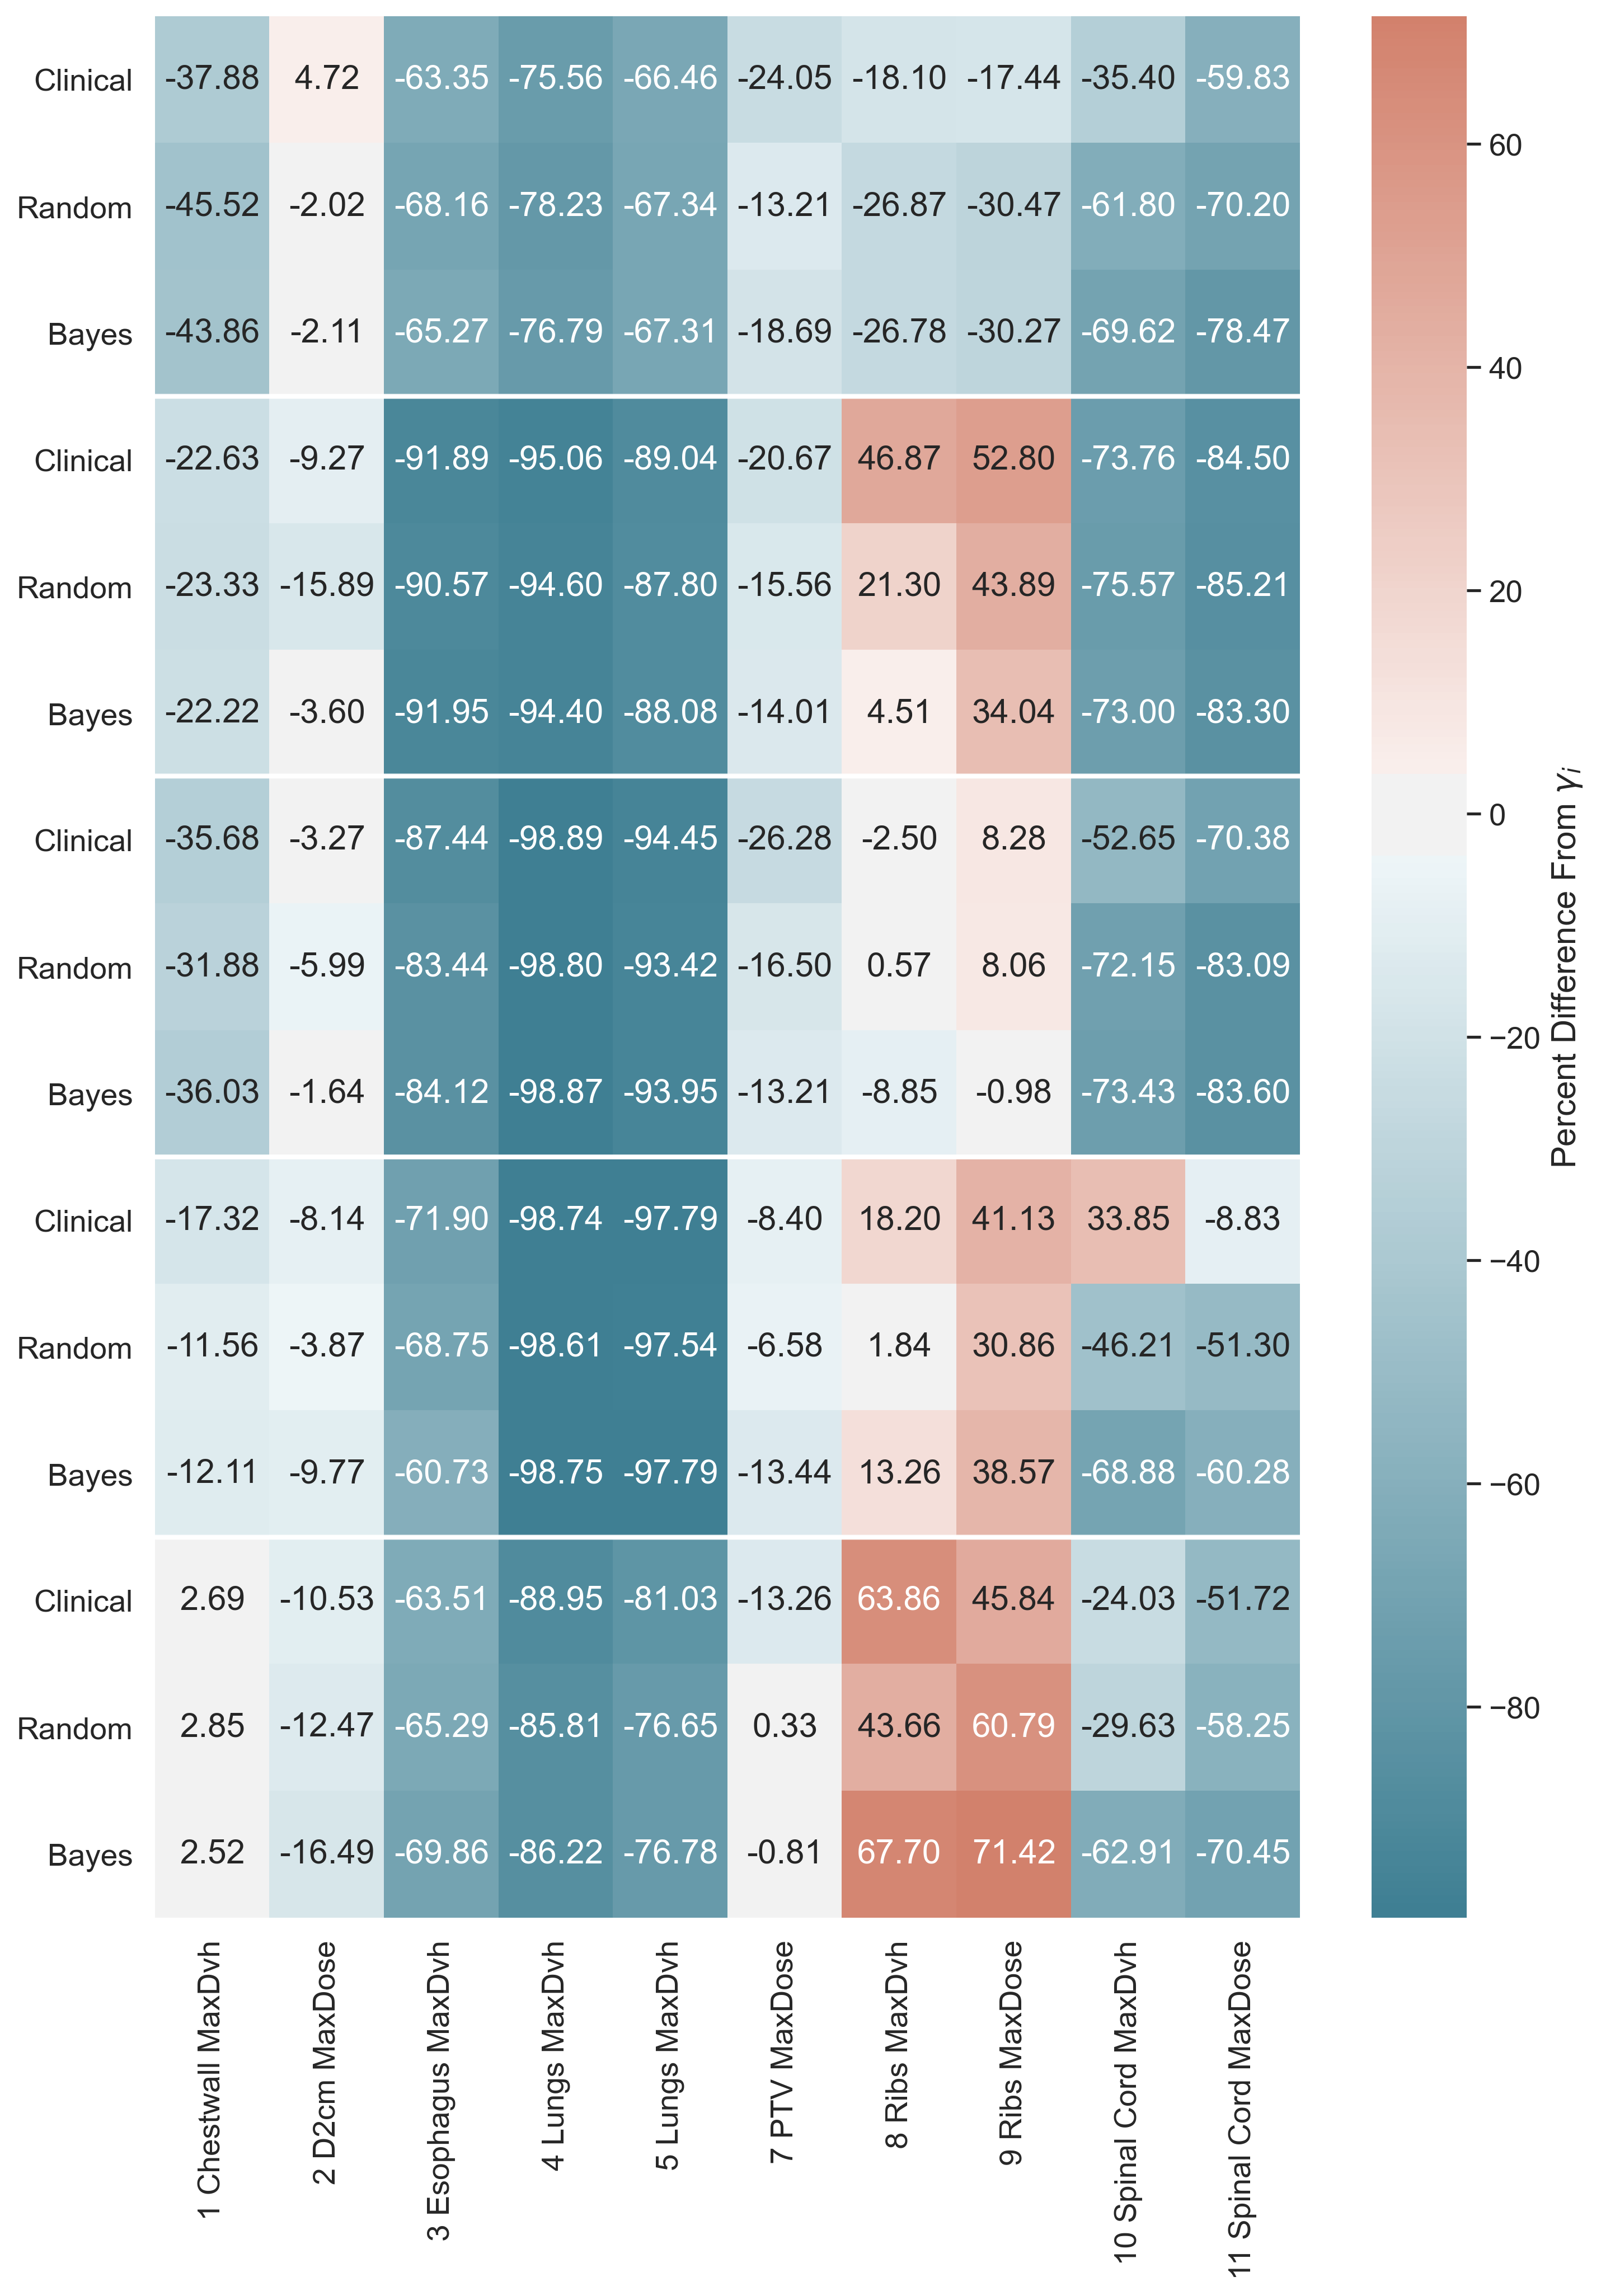 Clinical -37.88 4.72 -63.35 -75.56 -66.46 -24.05 -18.10 -17.44 -35.40 -59.83
Random -45.52 -2.02 -68.16 -78.23 -67.34 -13.21 -26.87 -30.47 -61.80 -70.20
Bayes -43.86 -2.11 -65.27 -76.79 -67.31 -18.69 -26.78 -30.27 -69.62 -78.47
Clinical -22.63 -9.27 -91.89 -95.06 -89.04 -20.67 46.87 52.80 -73.76 -84.50
Random -23.33 -15.89 -90.57 -94.60 -87.80 -15.56 21.30 43.89 -75.57 -85.21
Bayes -22.22 -3.60 -91.95 -94.40 -88.08 -14.01 4.51 34.04 -73.00 -83.30
Clinical -35.68 -3.27 -87.44 -98.89 -94.45 -26.28 -2.50 8.28 -52.65 -70.38
Random -31.88 -5.99 -83.44 -98.80 -93.42 -16.50 0.57 8.06 -72.15 -83.09
Bayes -36.03 -1.64 -84.12 -98.87 -93.95 -13.21 -8.85 -0.98 -73.43 -83.60
Clinical -17.32 -8.14 -71.90 -98.74 -97.79 -8.40 18.20 41.13 33.85 -8.83
Random -11.56 -3.87 -68.75 -98.61 -97.54 -6.58 1.84 30.86 -46.21 -51.30
Bayes -12.11 -9.77 -60.73 -98.75 -97.79 -13.44 13.26 38.57 -68.88 -60.28
Clinical 2.69 -10.53 -63.51 -88.95 -81.03 -13.26 63.86 45.84 -24.03 -51.72
Random 2.85 -12.47 -65.29 -85.81 -76.65 0.33 43.66 60.79 -29.63 -58.25
Bayes 2.52 -16.49 -69.86 -86.22 -76.78 -0.81 67.70 71.42 -62.91 -70.45
1 Chestwall MaxDvh
2 D2cm MaxDose
3 Esophagus MaxDvh
4 Lungs MaxDvh
5 Lungs MaxDvh
7 PTV MaxDose
8 Ribs MaxDvh
9 Ribs MaxDose
10 Spinal Cord MaxDvh
11 Spinal Cord MaxDose
60
40
20
0
−20
−40
−60
−80
Percent Difference From γi